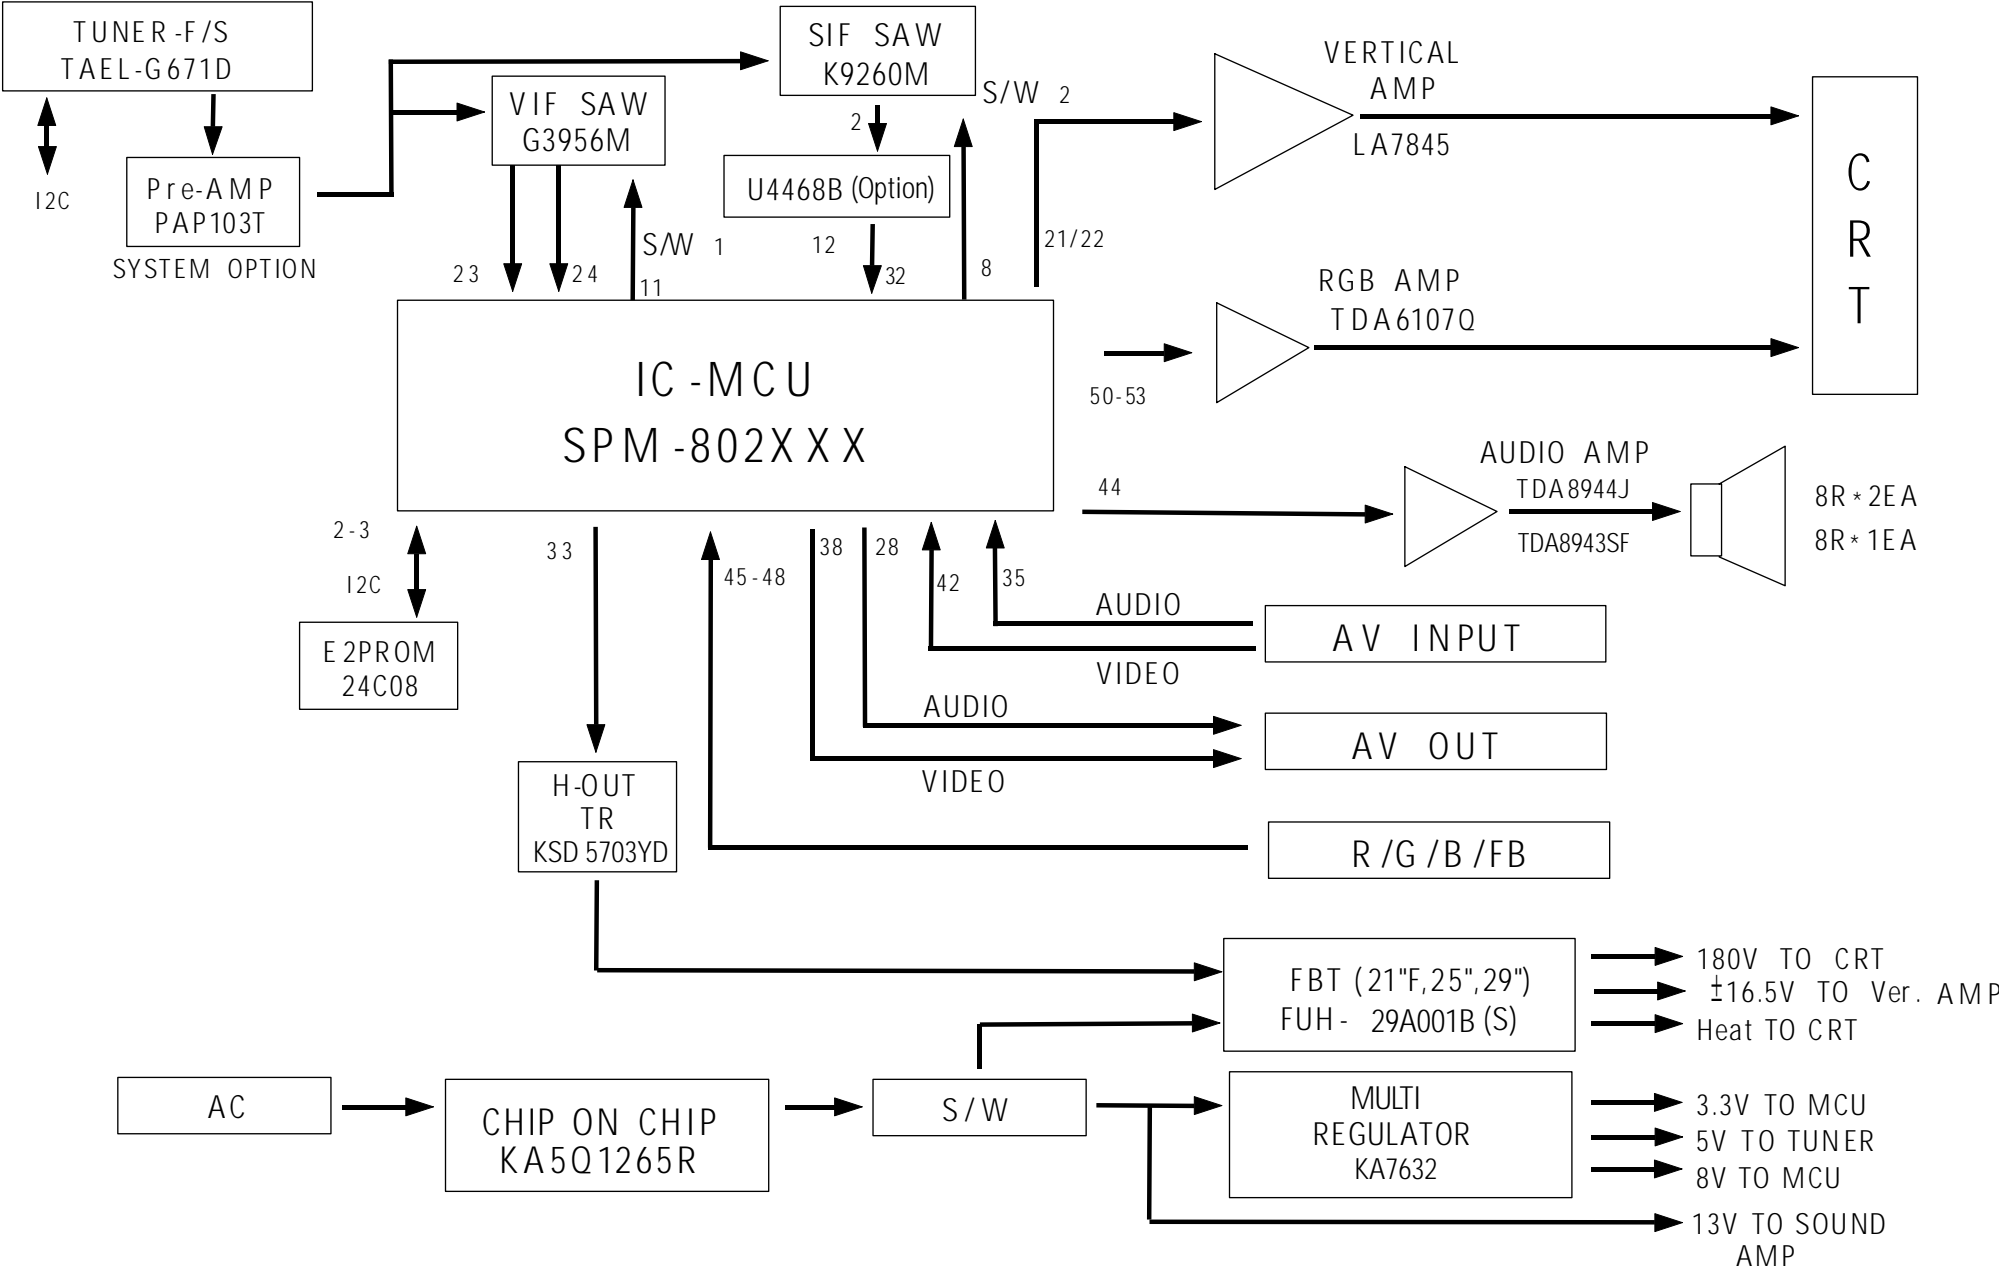 TUNER-F/S
TAEL-G671D
I2C
Pre-AMP
PAP103T
SYSTEM OPTION
VIF SAW
G3956M
SIF SAW
K9260M
2
U4468B (Option)
S/W 2
S/W 1
12
23
24
11
32
8
21/22
VERTICAL
AMP
LA7845
RGB AMP
TDA6107Q
50-53
C
R
T
IC-MCU
SPM-802XXX
44
AUDIO AMP
TDA8944J
TDA8943SF
8R*2EA
8R*1EA
2-3
I2C
E2PROM
24C08
33
45-48
38
28
42
35
AUDIO
AV INPUT
VIDEO
AUDIO
AV OUT
VIDEO
H-OUT
TR
KSD5703YD
R/G/B/FB
FBT (21"F,25",29")
FUH- 29A001B(S)
180V TO CRT
±16.5V TO Ver. AMP
Heat TO CRT
AC
CHIP ON CHIP
KA5Q1265R
S/W
MULTI
REGULATOR
KA7632
3.3V TO MCU
5V TO TUNER
8V TO MCU
13V TO SOUND
AMP